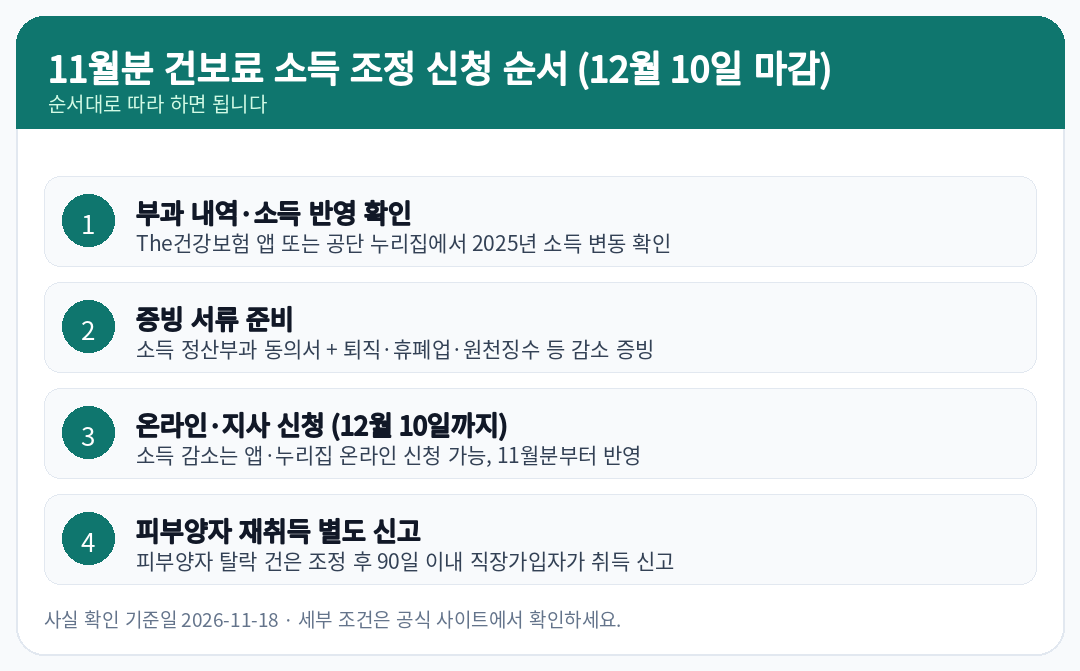 11월분 건보료 소득 조정 신청 순서 (12월 10일 마감)
순서대로 따라 하면 됩니다
1
부과 내역·소득 반영 확인
The건강보험 앱 또는 공단 누리집에서 2025년 소득 변동 확인
2
증빙 서류 준비
소득 정산부과 동의서 + 퇴직·휴폐업·원천징수 등 감소 증빙
3
온라인·지사 신청 (12월 10일까지)
소득 감소는 앱·누리집 온라인 신청 가능, 11월분부터 반영
4
피부양자 재취득 별도 신고
피부양자 탈락 건은 조정 후 90일 이내 직장가입자가 취득 신고
사실 확인 기준일 2026-11-18 · 세부 조건은 공식 사이트에서 확인하세요.